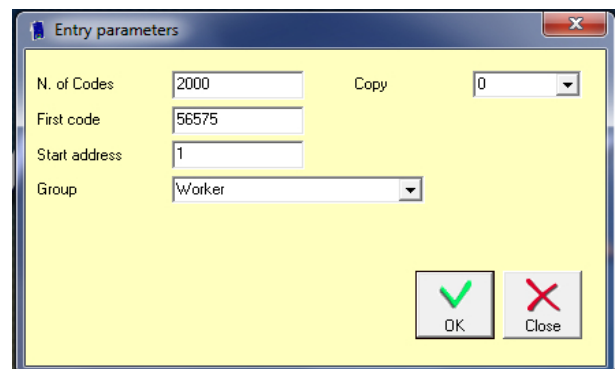 Entry parameters
N. of Codes 2000 Copy 0
First code 56575
Start address 1
Group Worker
OK Close